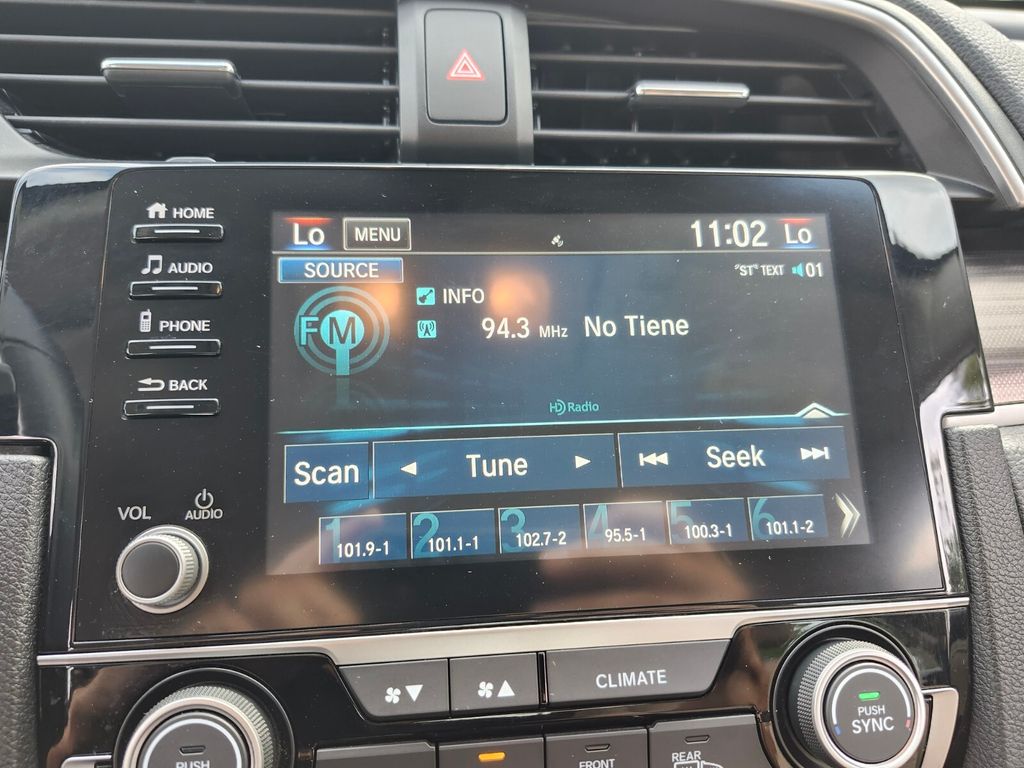 HOME
AUDIO
PHONE
BACK
VOL
AUDIO
Lo MENU 11:02 Lo
SOURCE "ST" TEXT 01
FM
INFO
94.3 MHz No Tiene
HD Radio
Scan Tune Seek
1 2 3 4 5 6
101.9-1 101.1-1 102.7-2 95.5-1 100.3-1 101.1-2
CLIMATE
PUSH
SYNC
PUSH
FRONT
REAR